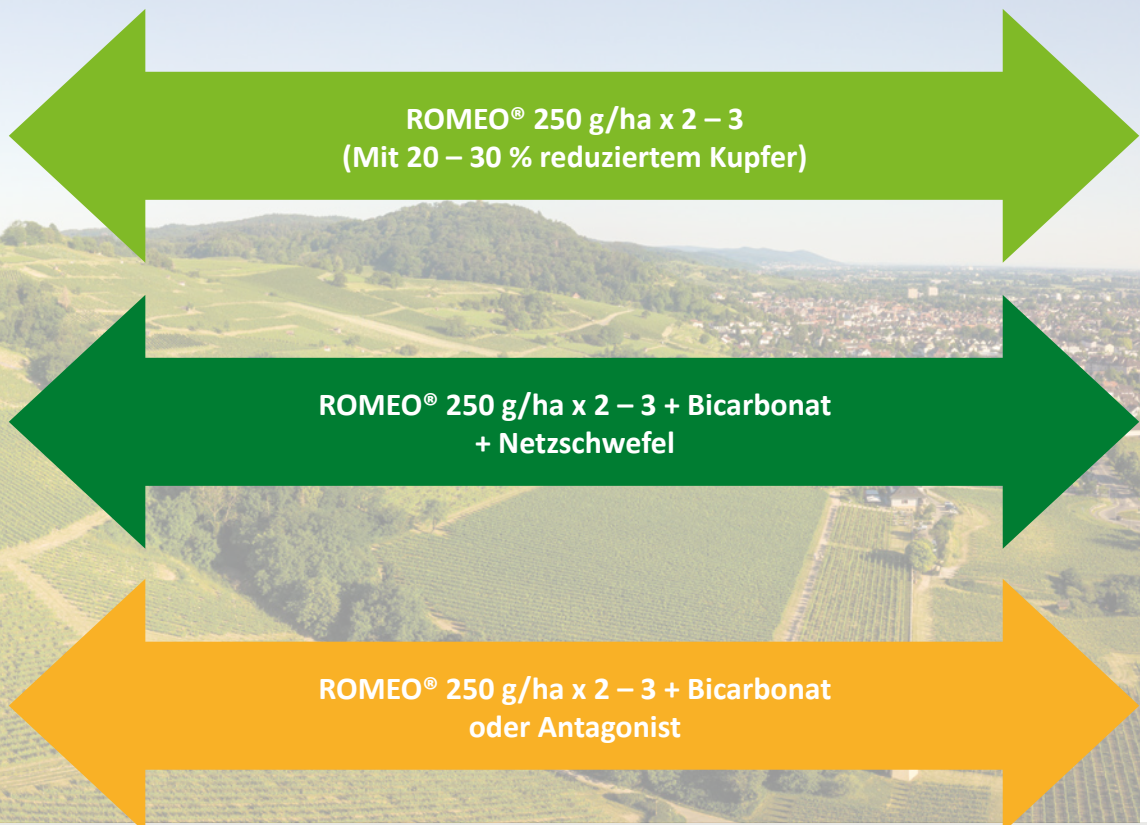 ROMEO® 250 g/ha x 2 – 3
(Mit 20 – 30 % reduziertem Kupfer)
ROMEO® 250 g/ha x 2 – 3 + Bicarbonat
+ Netzschwefel
ROMEO® 250 g/ha x 2 – 3 + Bicarbonat
oder Antagonist